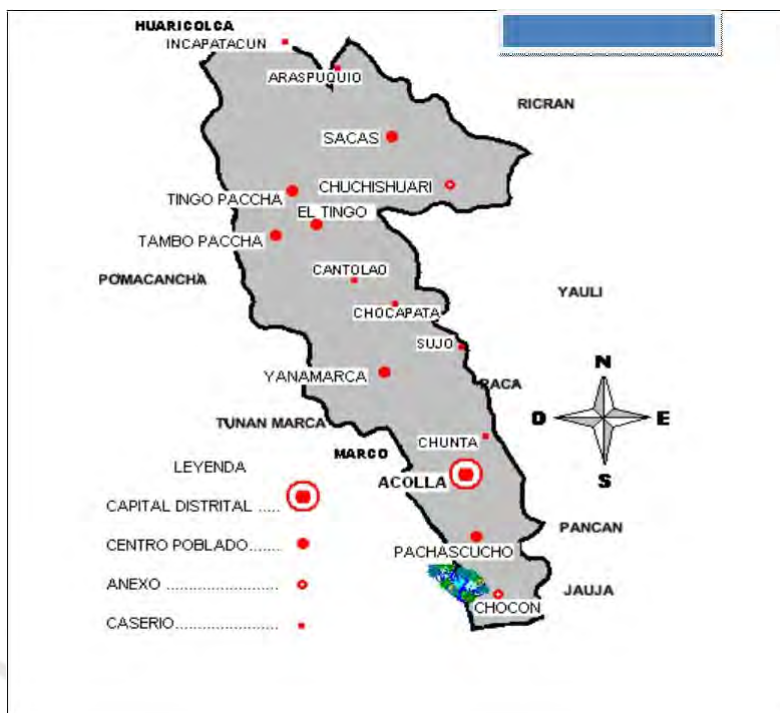 HUARICOLCA
INCAPATACUN
ARASPUQUIO
RICRAN
SACAS
CHUCHISHUARI
TINGO PACCHA
EL TINGO
TAMBO PACCHA
CANTOLAO
POMACANCHA
YAULI
CHOCAPATA
SUJO
YANAMARCA
PACA
N
O
E
S
TUNAN MARCA
CHUNTA
MARCO
LEYENDA
ACOLLA
CAPITAL DISTRITAL .....
PANCAN
CENTRO POBLADO.......
PACHASCUCHO
ANEXO ........................
JAUJA
CHOCON
CASERIO.......................